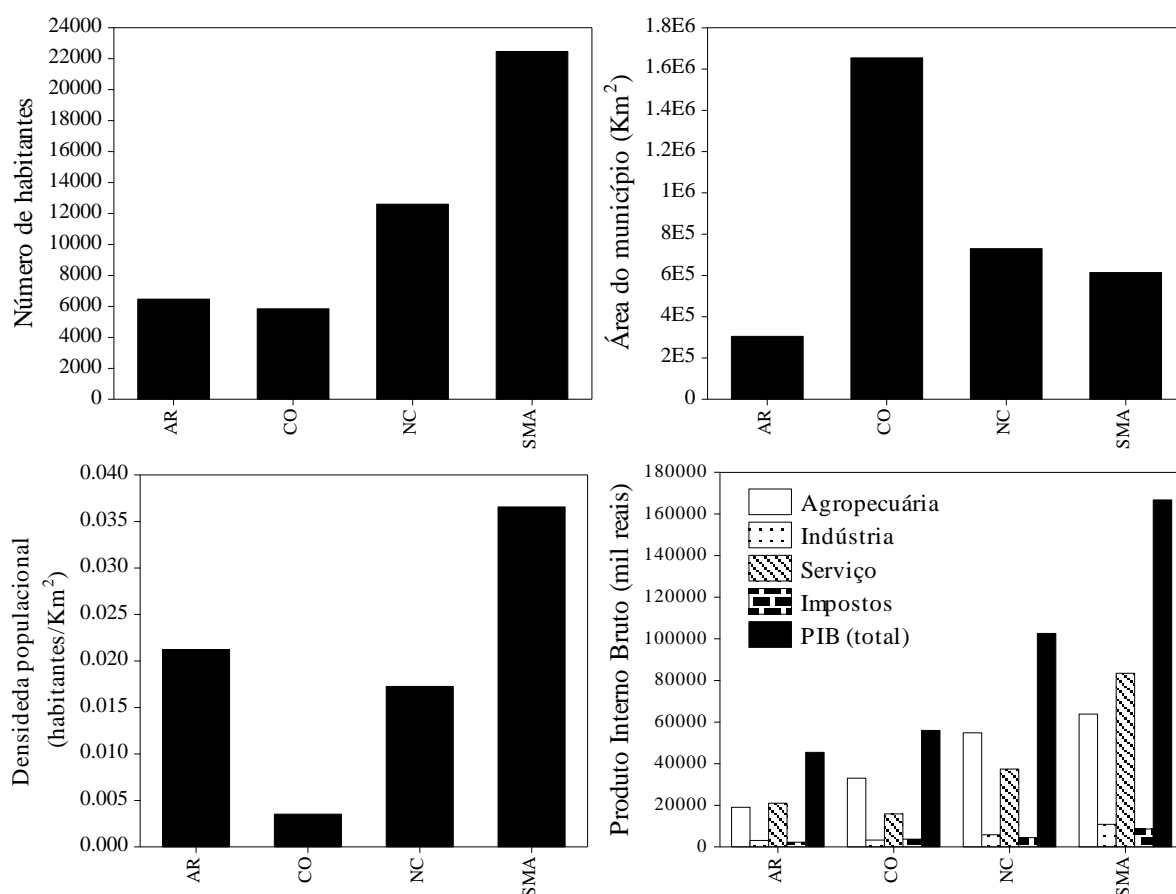 Número de habitantes
24000
22000
20000
18000
16000
14000
12000
10000
8000
6000
4000
2000
0
AR
CO
NC
SMA
Área do município (Km²)
1.8E6
1.6E6
1.4E6
1.2E6
1E6
8E5
6E5
4E5
2E5
0
AR
CO
NC
SMA
Densideda populacional
(habitantes/Km²)
0.040
0.035
0.030
0.025
0.020
0.015
0.010
0.005
0.000
AR
CO
NC
SMA
Produto Interno Bruto (mil reais)
180000
160000
140000
120000
100000
80000
60000
40000
20000
0
Agropecuária
Indústria
Serviço
Impostos
PIB (total)
AR
CO
NC
SMA